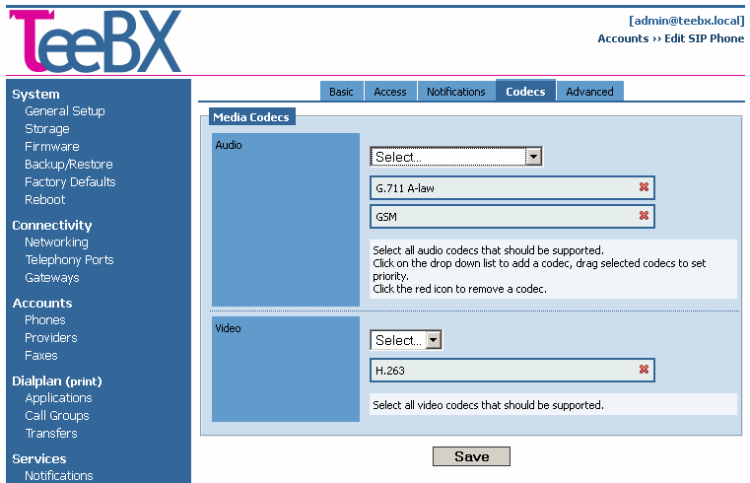 TeeBX
[admin@teebx.local]
Accounts ›› Edit SIP Phone
System
General Setup
Storage
Firmware
Backup/Restore
Factory Defaults
Reboot
Connectivity
Networking
Telephony Ports
Gateways
Accounts
Phones
Providers
Faxes
Dialplan (print)
Applications
Call Groups
Transfers
Services
Notifications
Basic Access Notifications Codecs Advanced
Media Codecs
Audio
Select...
G.711 A-law
GSM
Select all audio codecs that should be supported.
Click on the drop down list to add a codec, drag selected codecs to set
priority.
Click the red icon to remove a codec.
Video
Select...
H.263
Select all video codecs that should be supported.
Save